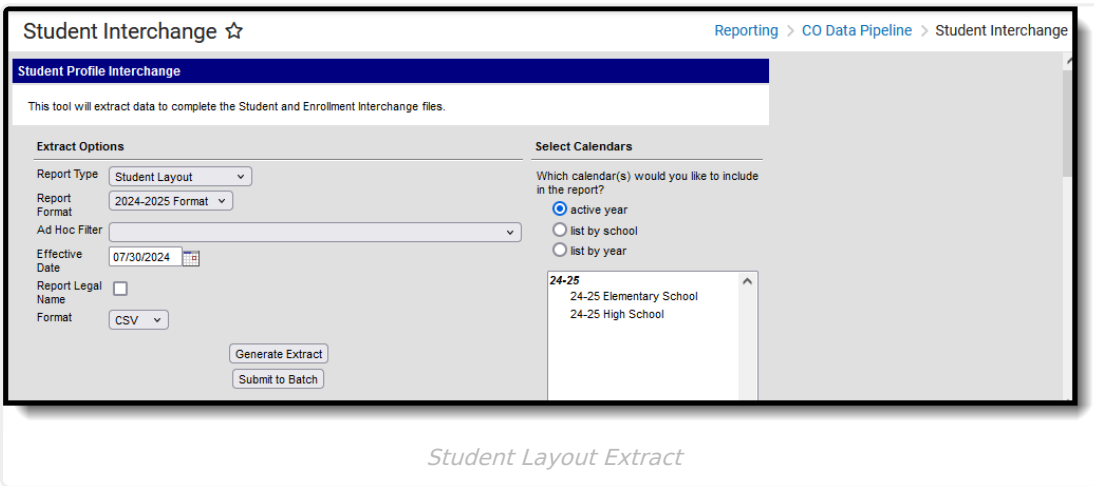 Student Interchange ☆
Reporting > CO Data Pipeline > Student Interchange
Student Profile Interchange
This tool will extract data to complete the Student and Enrollment Interchange files.
Extract Options
Report Type Student Layout
Report Format 2024-2025 Format
Ad Hoc Filter
Effective Date 07/30/2024
Report Legal Name
Format CSV
Generate Extract
Submit to Batch
Select Calendars
Which calendar(s) would you like to include
in the report?
active year
list by school
list by year
24-25
24-25 Elementary School
24-25 High School
Student Layout Extract